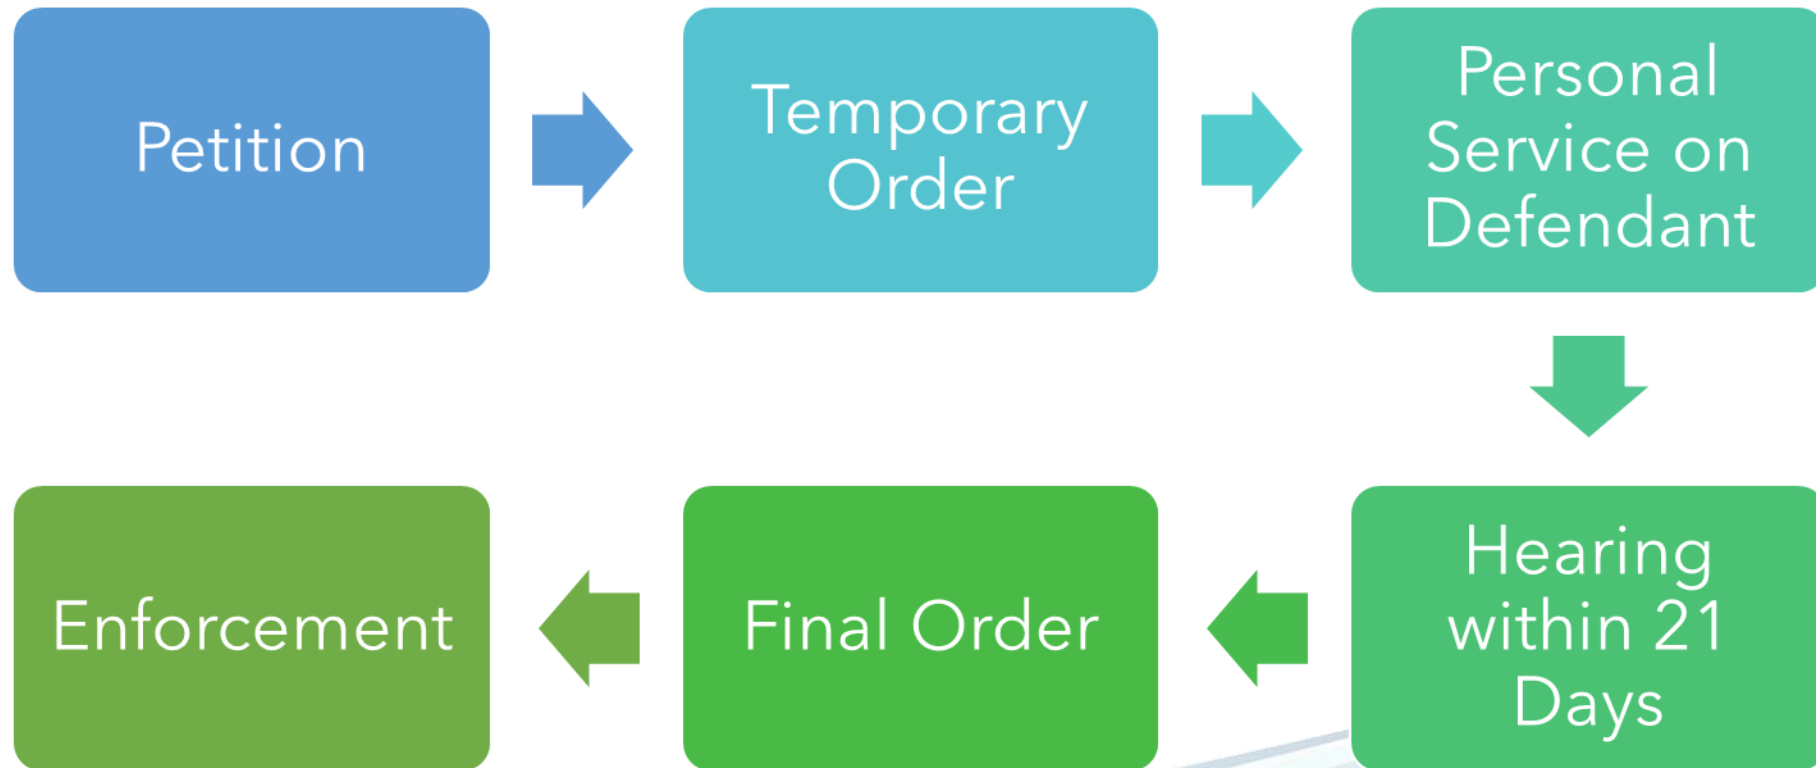 Petition
Temporary
Order
Personal
Service on
Defendant
Hearing
within 21
Days
Final Order
Enforcement